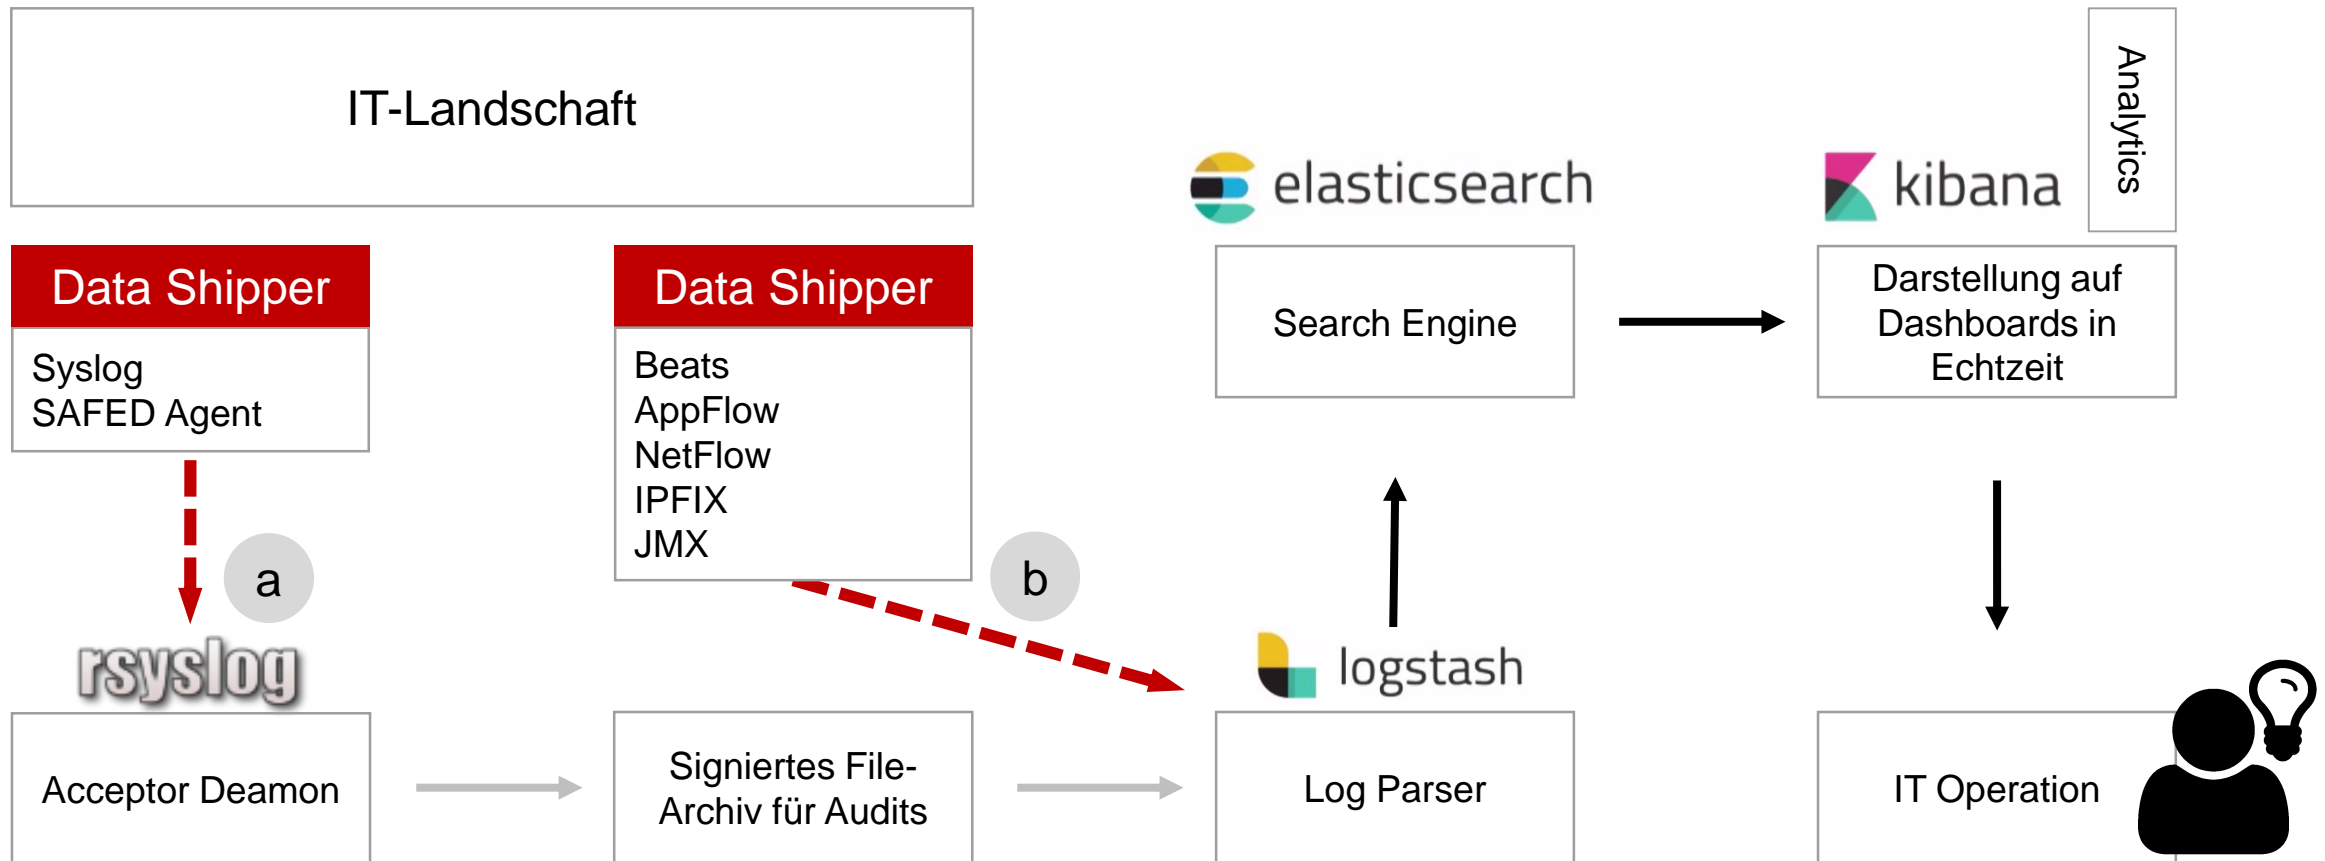 IT-Landschaft
Data Shipper
Syslog
SAFED Agent
a
rsyslog
Acceptor Deamon
Data Shipper
Beats
AppFlow
NetFlow
IPFIX
JMX
b
Signiertes File-
Archiv für Audits
logstash
Log Parser
elasticsearch
Search Engine
kibana
Analytics
Darstellung auf
Dashboards in
Echtzeit
IT Operation